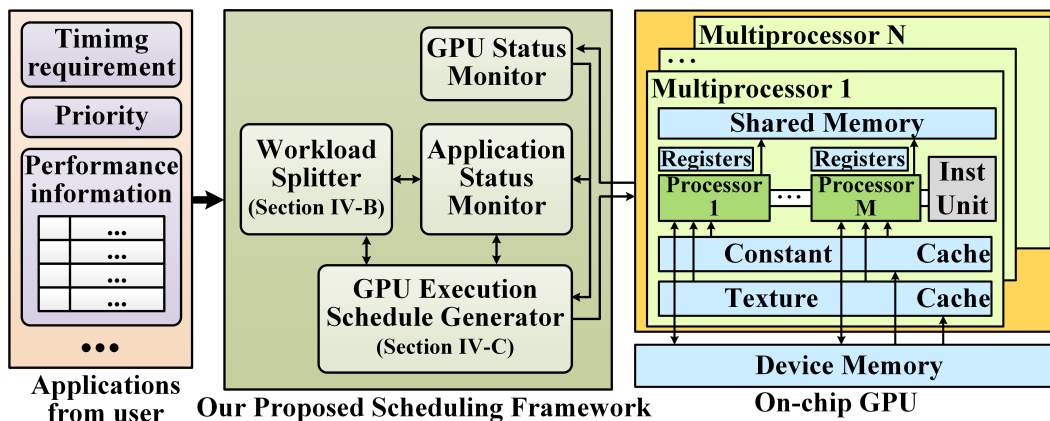 Timimg
requirement
Priority
Performance
information
...
...
...
...
...
Applications
from user
GPU Status
Monitor
Workload
Splitter
(Section IV-B)
Application
Status
Monitor
GPU Execution
Schedule Generator
(Section IV-C)
Our Proposed Scheduling Framework
Multiprocessor N
...
Multiprocessor 1
Shared Memory
Registers
Registers
Processor
1
...
Processor
M
Inst
Unit
Constant Cache
Texture Cache
Device Memory
On-chip GPU